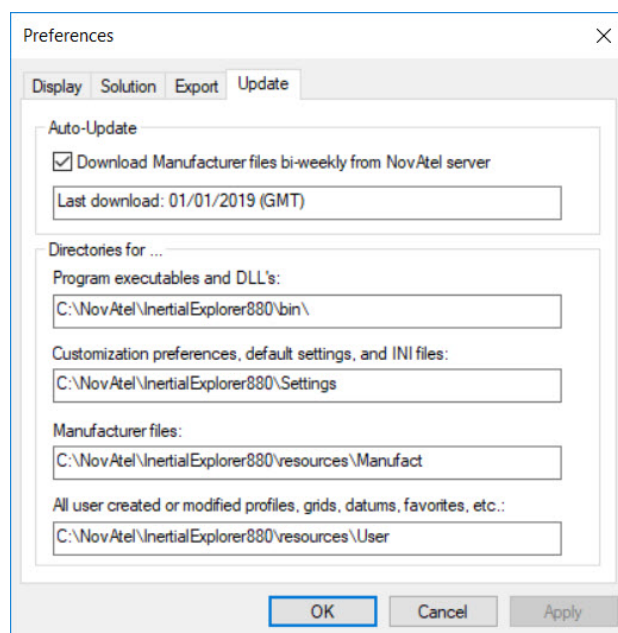 Preferences
Display Solution Export Update
Auto-Update
Download Manufacturer files bi-weekly from NovAtel server
Last download: 01/01/2019 (GMT)
Directories for ...
Program executables and DLL's:
C:\NovAtel\InertialExplorer880\bin\
Customization preferences, default settings, and INI files:
C:\NovAtel\InertialExplorer880\Settings
Manufacturer files:
C:\NovAtel\InertialExplorer880\resources\Manufact
All user created or modified profiles, grids, datums, favorites, etc.:
C:\NovAtel\InertialExplorer880\resources\User
OK Cancel Apply